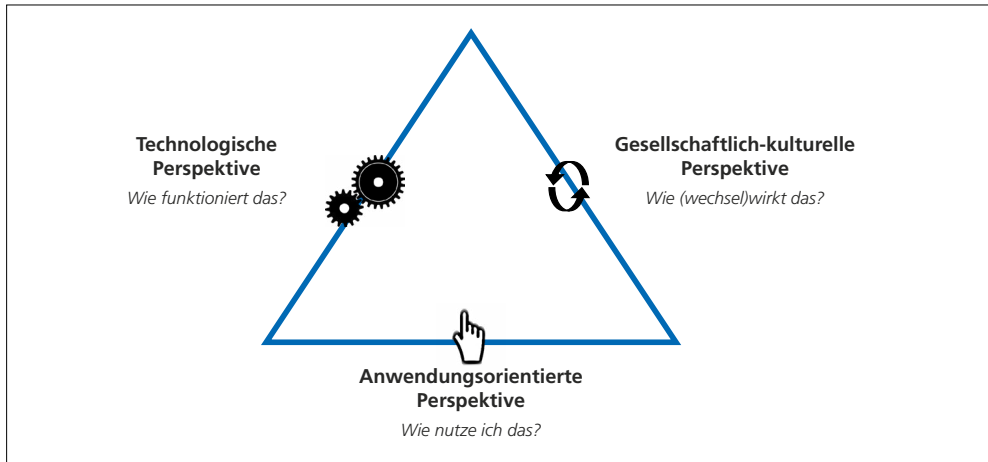 Technologische
Perspektive
Wie funktioniert das?
Gesellschaftlich-kulturelle
Perspektive
Wie (wechsel)wirkt das?
Anwendungsorientierte
Perspektive
Wie nutze ich das?